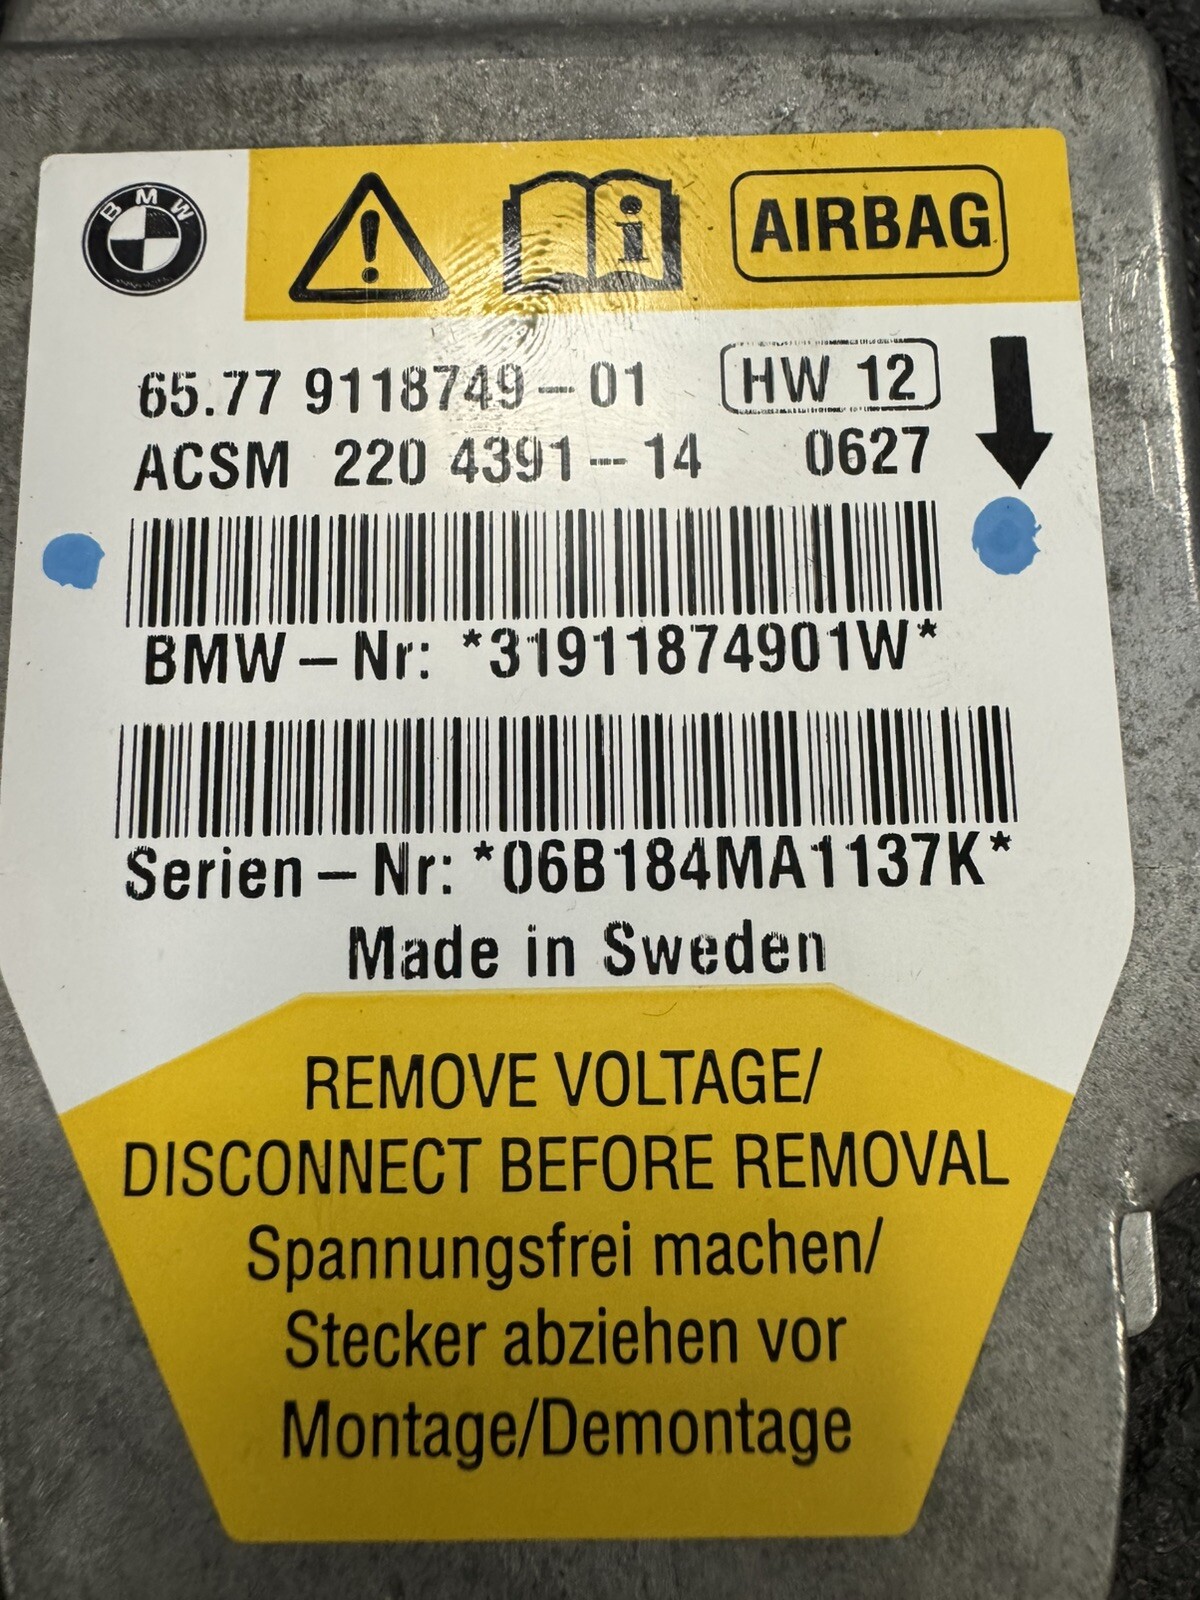 BMW
AIRBAG
65.77 9118749-01 HW 12
ACSM 220 4391-14 0627
BMW-Nr: *31911874901W*
Serien-Nr: *06B184MA1137K*
Made in Sweden
REMOVE VOLTAGE/
DISCONNECT BEFORE REMOVAL
Spannungsfrei machen/
Stecker abziehen vor
Montage/Demontage